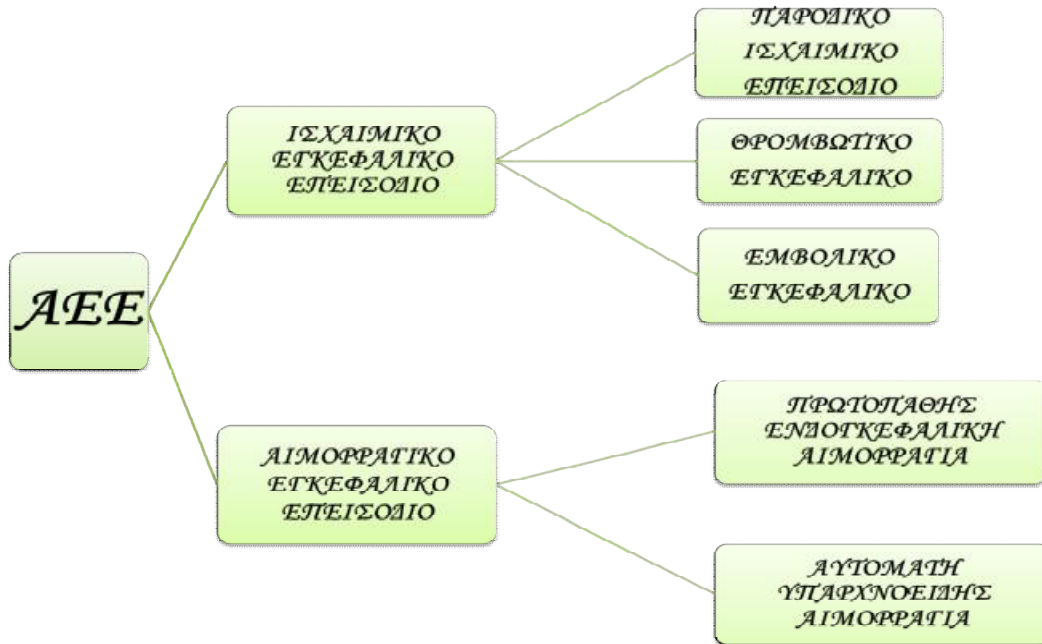 ΑΕΕ
ΙΣΧΑΙΜΙΚΟ
ΕΓΚΕΦΑΛΙΚΟ
ΕΠΕΙΣΟΔΙΟ
ΠΑΡΟΔΙΚΟ
ΙΣΧΑΙΜΙΚΟ
ΕΠΕΙΣΟΔΙΟ
ΘΡΟΜΒΩΤΙΚΟ
ΕΓΚΕΦΑΛΙΚΟ
ΕΜΒΟΛΙΚΟ
ΕΓΚΕΦΑΛΙΚΟ
ΑΙΜΟΡΡΑΓΙΚΟ
ΕΓΚΕΦΑΛΙΚΟ
ΕΠΕΙΣΟΔΙΟ
ΠΡΩΤΟΠΑΘΗΣ
ΕΝΔΟΓΚΕΦΑΛΙΚΗ
ΑΙΜΟΡΡΑΓΙΑ
ΑΥΤΟΜΑΤΗ
ΥΠΑΡΧΝΟΕΙΔΗΣ
ΑΙΜΟΡΡΑΓΙΑ